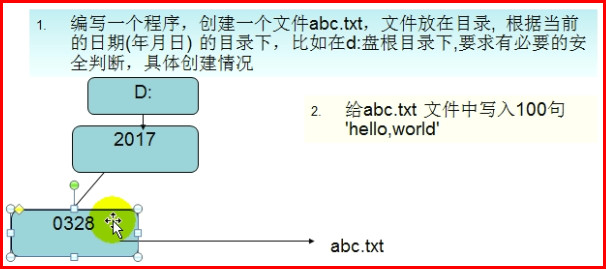 1. 编写一个程序，创建一个文件abc.txt，文件放在目录, 根据当前
的日期(年月日) 的目录下，比如在d:盘根目录下,要求有必要的安
全判断，具体创建情况
D:
2. 给abc.txt 文件中写入100句
'hello,world'
2017
0328
abc.txt